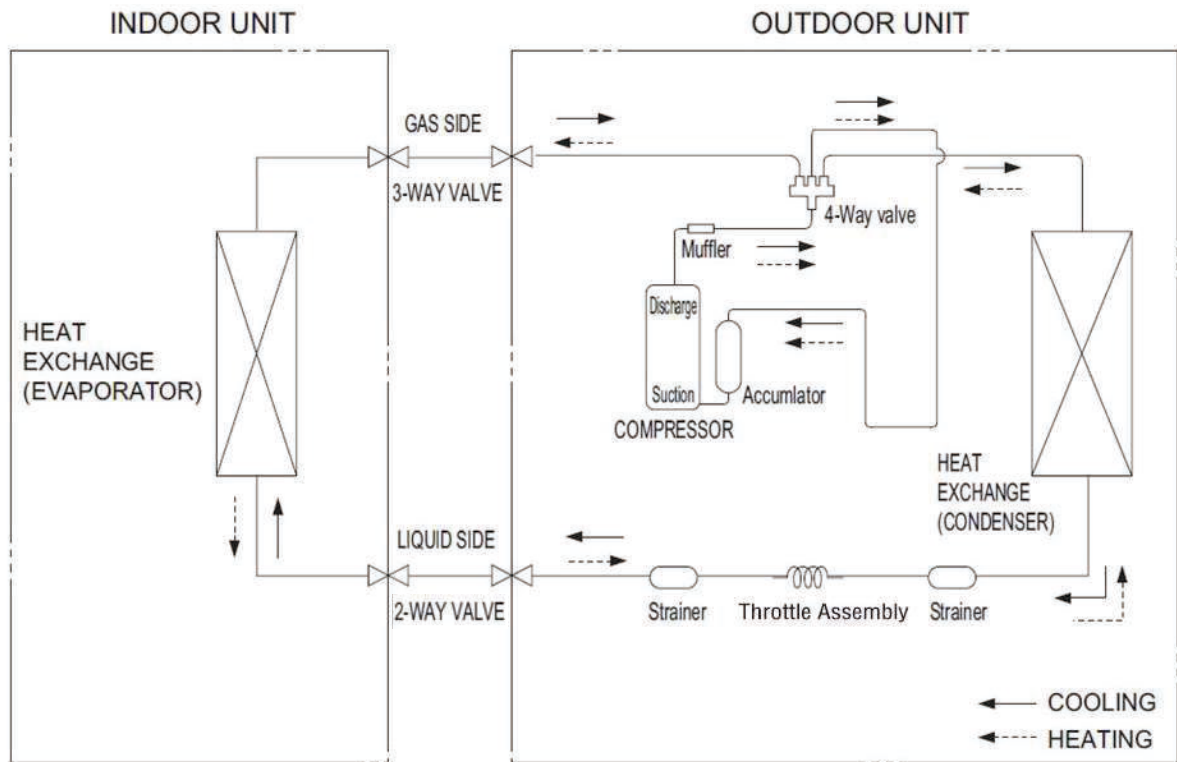 INDOOR UNIT
OUTDOOR UNIT
GAS SIDE
3-WAY VALVE
4-Way valve
Muffler
Discharge
Suction
COMPRESSOR
Accumlator
HEAT
EXCHANGE
(EVAPORATOR)
HEAT
EXCHANGE
(CONDENSER)
LIQUID SIDE
2-WAY VALVE
Strainer
Throttle Assembly
Strainer
COOLING
HEATING